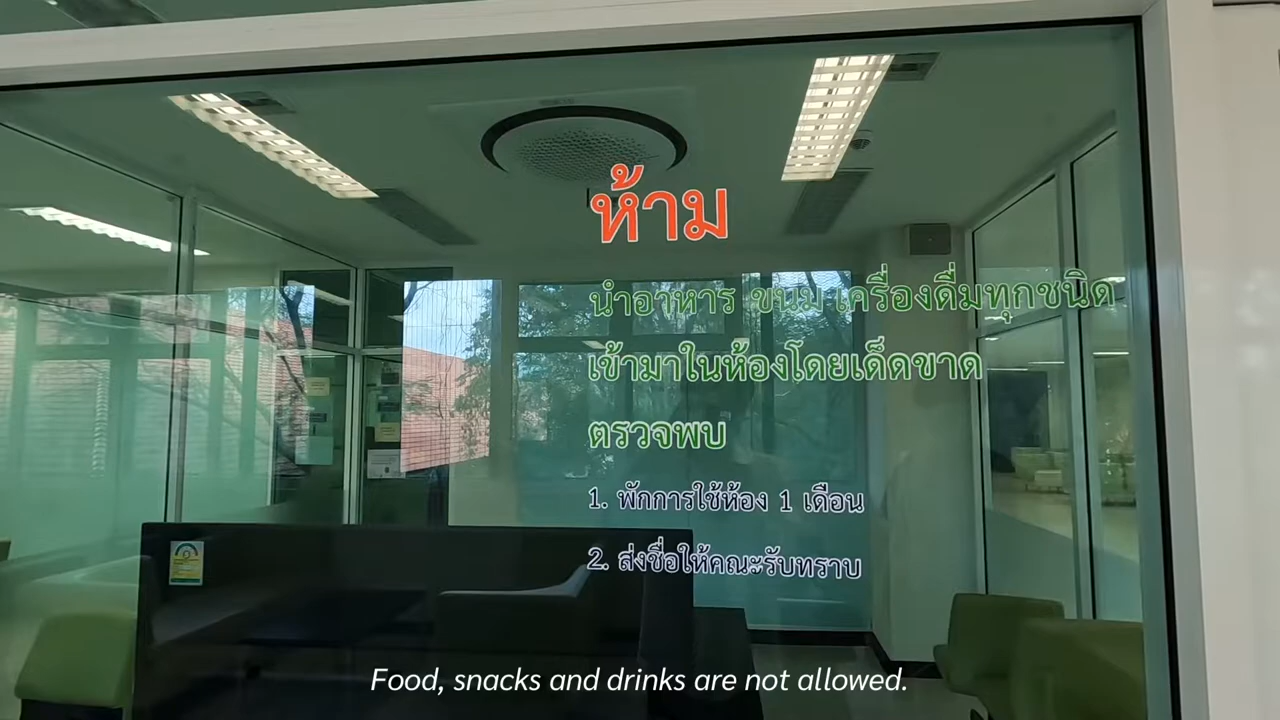 ห้าม
นำอาหาร ขนม เครื่องดื่มทุกชนิด
เข้ามาในห้องโดยเด็ดขาด
ตรวจพบ
1. พักการใช้ห้อง 1 เดือน
2. ส่งชื่อให้คณะรับทราบ
Food, snacks and drinks are not allowed.